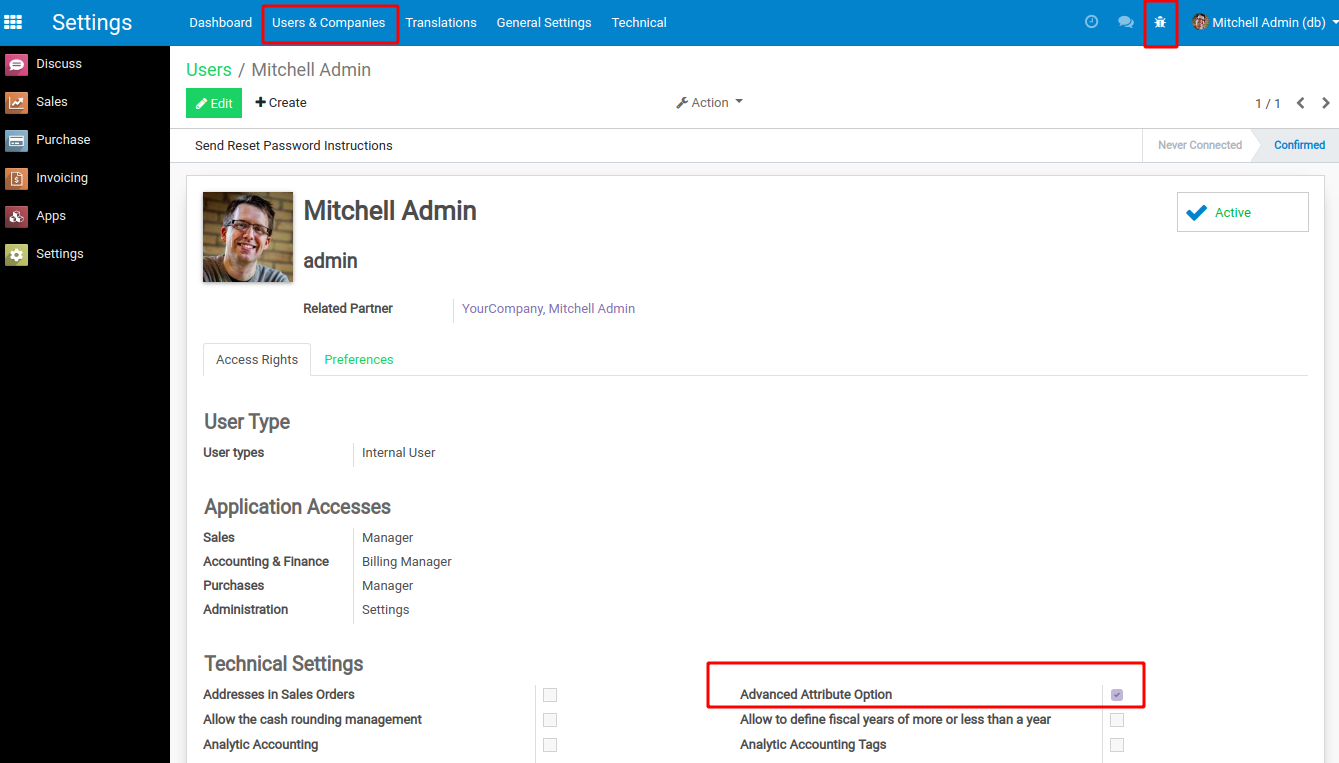 Settings Dashboard Users & Companies Translations General Settings Technical Mitchell Admin (db)
Discuss
Sales
Purchase
Invoicing
Apps
Settings
Users / Mitchell Admin
Edit Create Action 1 / 1
Send Reset Password Instructions Never Connected Confirmed
Mitchell Admin Active
admin
Related Partner YourCompany, Mitchell Admin
Access Rights Preferences
User Type
User types Internal User
Application Accesses
Sales Manager
Accounting & Finance Billing Manager
Purchases Manager
Administration Settings
Technical Settings
Addresses in Sales Orders Advanced Attribute Option
Allow the cash rounding management Allow to define fiscal years of more or less than a year
Analytic Accounting Analytic Accounting Tags